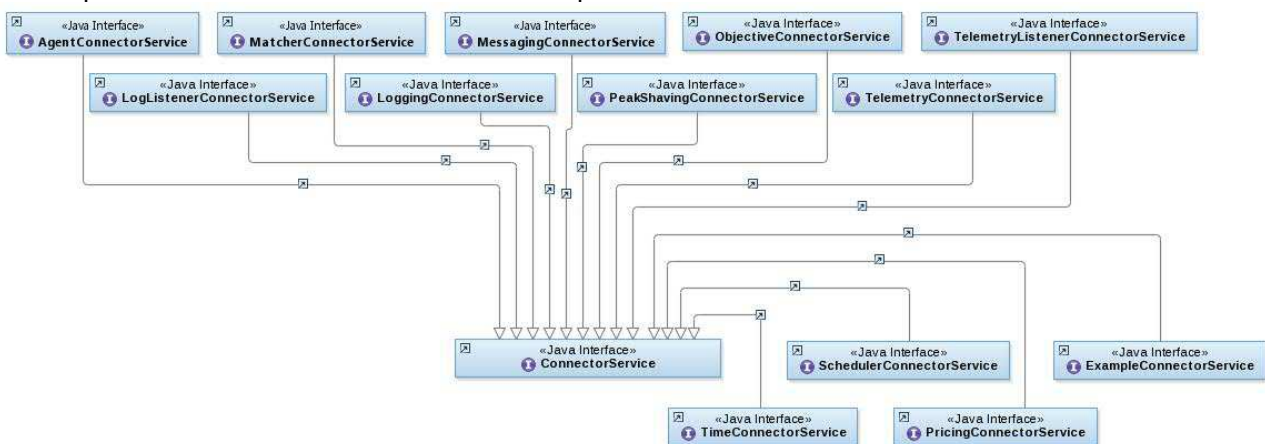 «Java Interface»
AgentConnectorService
«Java Interface»
MatcherConnectorService
«Java Interface»
MessagingConnectorService
«Java Interface»
ObjectiveConnectorService
«Java Interface»
TelemetryListenerConnectorService
«Java Interface»
LogListenerConnectorService
«Java Interface»
LoggingConnectorService
«Java Interface»
PeakShavingConnectorService
«Java Interface»
TelemetryConnectorService
«Java Interface»
ConnectorService
«Java Interface»
SchedulerConnectorService
«Java Interface»
ExampleConnectorService
«Java Interface»
TimeConnectorService
«Java Interface»
PricingConnectorService